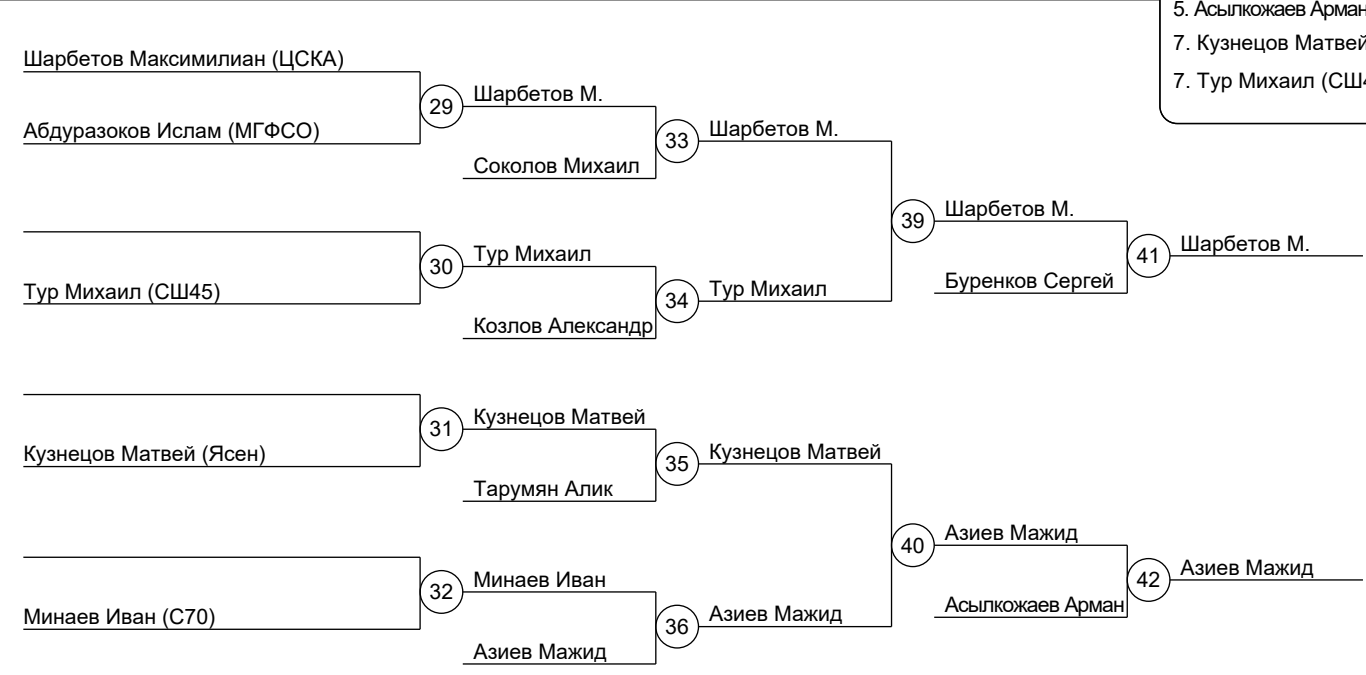 5. Асылкожаев Арман
7. Кузнецов Матвей
7. Тур Михаил (СШ4
Шарбетов Максимилиан (ЦСКА)
29
Шарбетов М.
Абдуразоков Ислам (МГФСО)
33
Шарбетов М.
Соколов Михаил
39
Шарбетов М.
41
Шарбетов М.
30
Тур Михаил
Буренков Сергей
Тур Михаил (СШ45)
34
Тур Михаил
Козлов Александр
31
Кузнецов Матвей
Кузнецов Матвей (Ясен)
35
Кузнецов Матвей
Тарумян Алик
40
Азиев Мажид
42
Азиев Мажид
32
Минаев Иван
Асылкожаев Арман
Минаев Иван (С70)
36
Азиев Мажид
Азиев Мажид